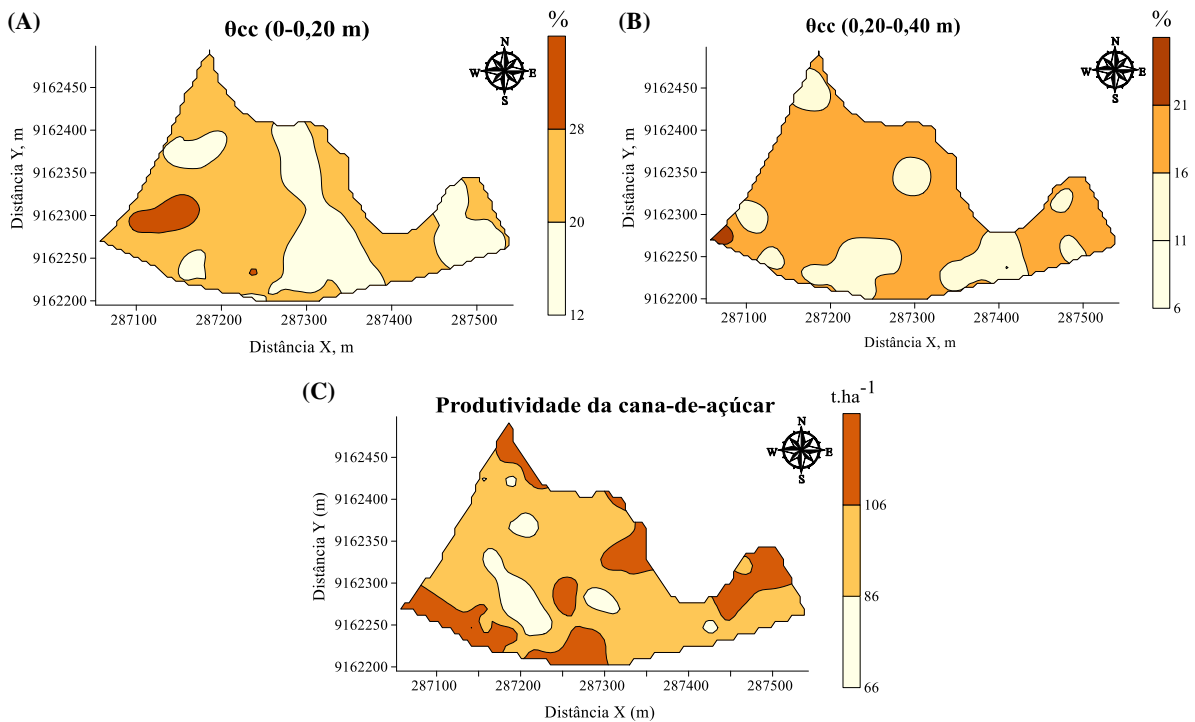 (A)
θcc (0-0,20 m)
%
N
W E
S
28
20
12
Distância Y, m
9162450
9162400
9162350
9162300
9162250
9162200
287100 287200 287300 287400 287500
Distância X, m
(B)
θcc (0,20-0,40 m)
%
N
W E
S
21
16
11
6
Distância Y, m
9162450
9162400
9162350
9162300
9162250
9162200
287100 287200 287300 287400 287500
Distância X, m
(C)
Produtividade da cana-de-açúcar
t.ha-1
N
W E
S
106
86
66
Distância Y (m)
9162450
9162400
9162350
9162300
9162250
9162200
287100 287200 287300 287400 287500
Distância X (m)